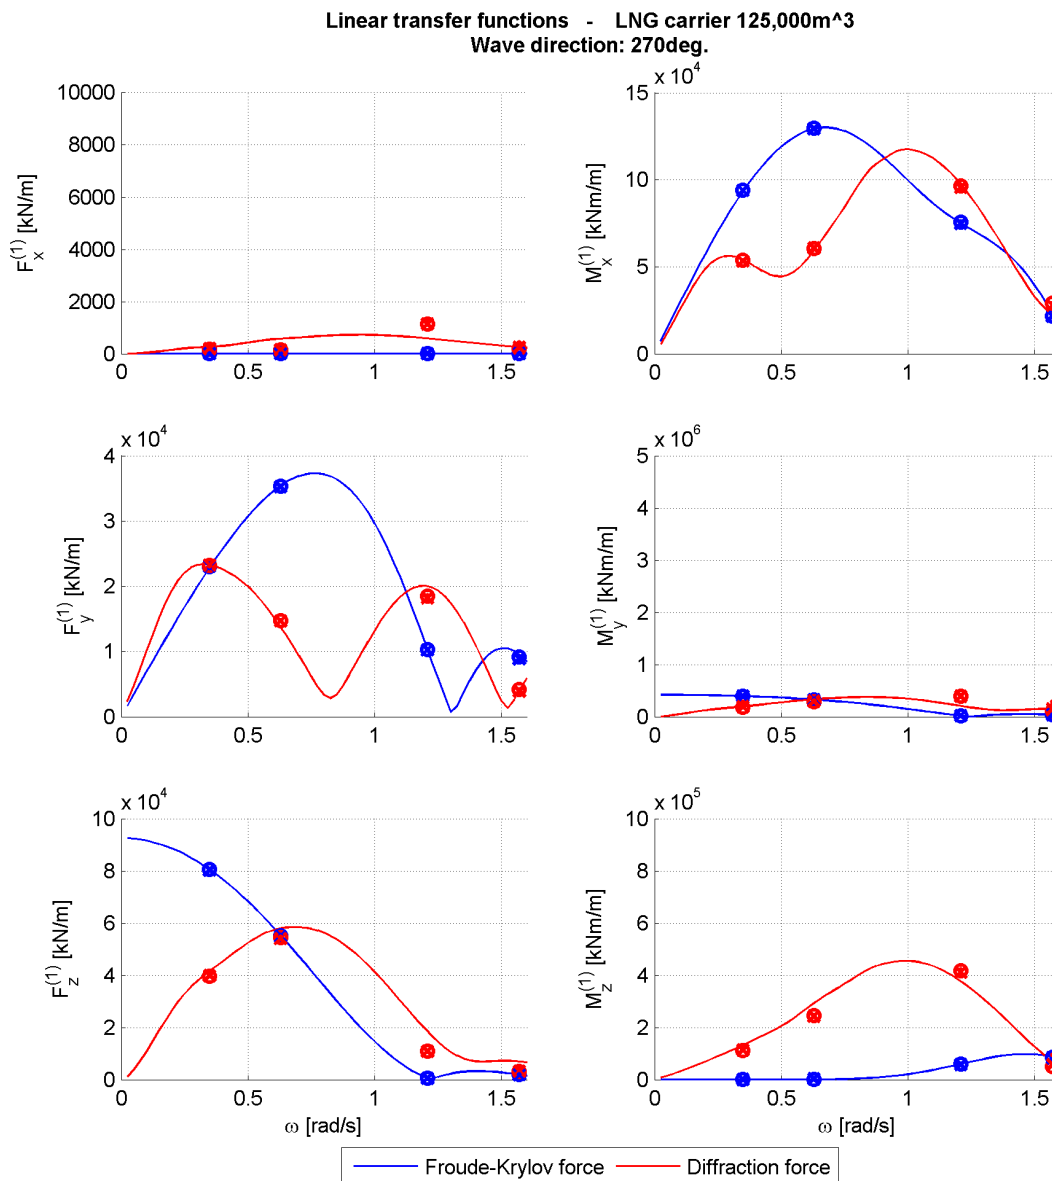 Linear transfer functions - LNG carrier 125,000m^3
Wave direction: 270deg.
10000
8000
6000
4000
2000
0
0 0.5 1 1.5
F_x^(1) [kN/m]
x 10^4
15
10
5
0
0 0.5 1 1.5
M_x^(1) [kNm/m]
x 10^4
4
3
2
1
0
0 0.5 1 1.5
F_y^(1) [kN/m]
x 10^6
5
4
3
2
1
0
0 0.5 1 1.5
M_y^(1) [kNm/m]
x 10^4
10
8
6
4
2
0
0 0.5 1 1.5
F_z^(1) [kN/m]
ω [rad/s]
x 10^5
10
8
6
4
2
0
0 0.5 1 1.5
M_z^(1) [kNm/m]
ω [rad/s]
Froude-Krylov force
Diffraction force